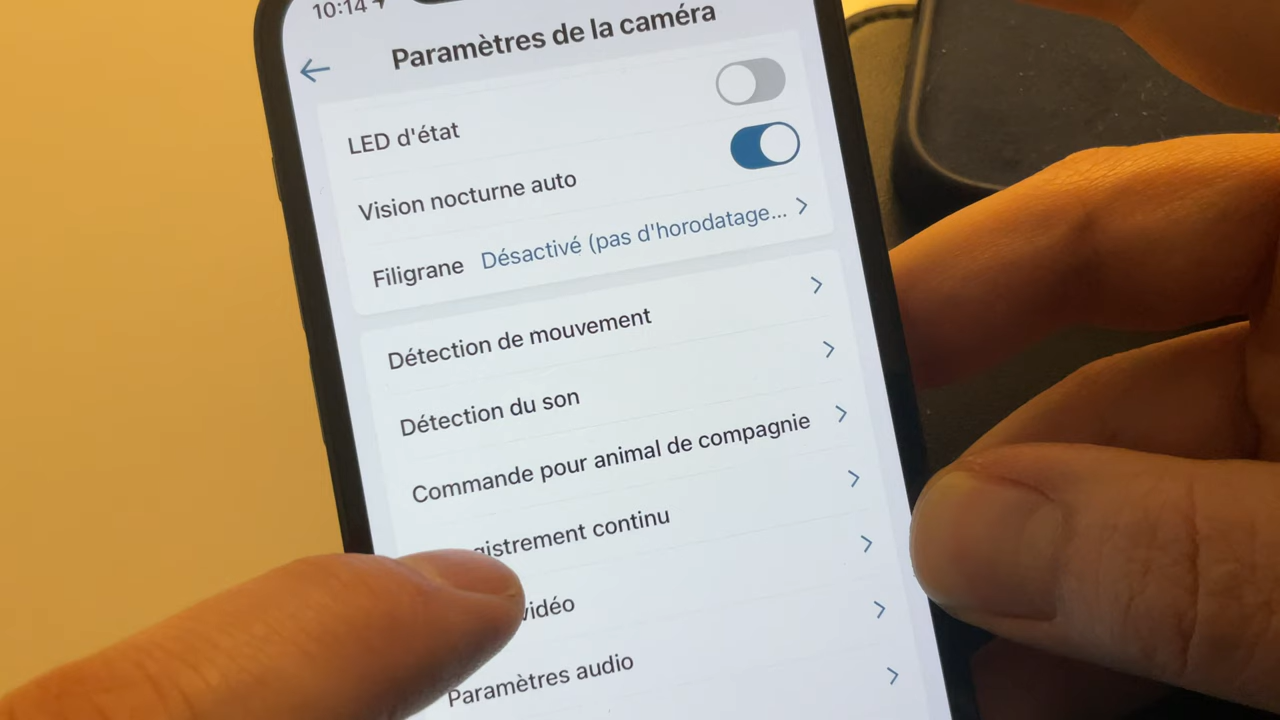 10:14
Paramètres de la caméra
LED d'état
Vision nocturne auto
Filigrane Désactivé (pas d'horodatage...
Détection de mouvement
Détection du son
Commande pour animal de compagnie
gistrement continu
vidéo
Paramètres audio